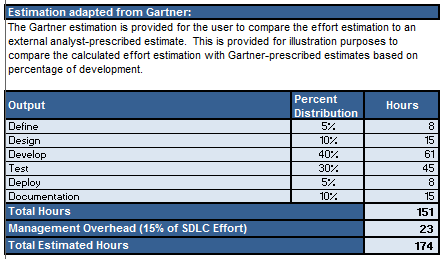 Estimation adapted from Gartner:
The Gartner estimation is provided for the user to compare the effort estimation to an
external analyst-prescribed estimate. This is provided for illustration purposes to
compare the calculated effort estimation with Gartner-prescribed estimates based on
percentage of development.
Output Percent Distribution Hours
Define 5% 8
Design 10% 15
Develop 40% 61
Test 30% 45
Deploy 5% 8
Documentation 10% 15
Total Hours 151
Management Overhead (15% of SDLC Effort) 23
Total Estimated Hours 174